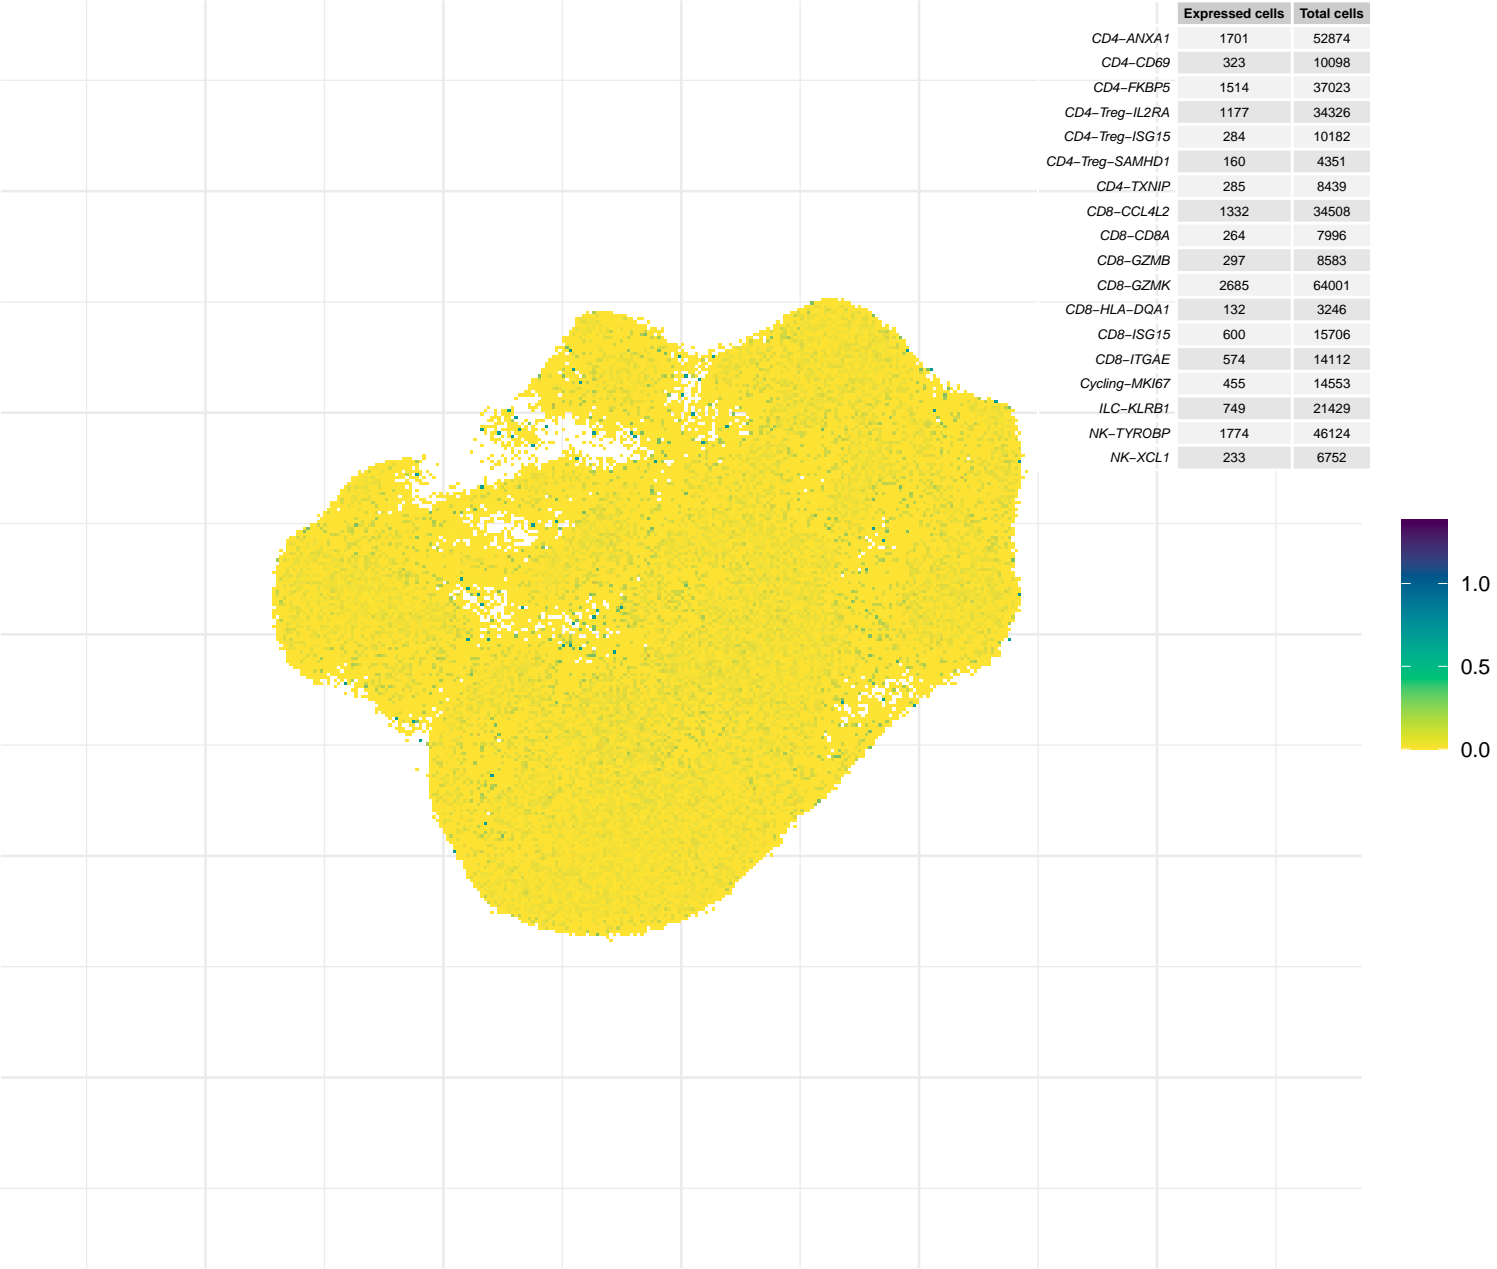 Expressed cells Total cells
CD4−ANXA1 1701 52874
CD4−CD69 323 10098
CD4−FKBP5 1514 37023
CD4−Treg−IL2RA 1177 34326
CD4−Treg−ISG15 284 10182
CD4−Treg−SAMHD1 160 4351
CD4−TXNIP 285 8439
CD8−CCL4L2 1332 34508
CD8−CD8A 264 7996
CD8−GZMB 297 8583
CD8−GZMK 2685 64001
CD8−HLA−DQA1 132 3246
CD8−ISG15 600 15706
CD8−ITGAE 574 14112
Cycling−MKI67 455 14553
ILC−KLRB1 749 21429
NK−TYROBP 1774 46124
NK−XCL1 233 6752
1.0
0.5
0.0